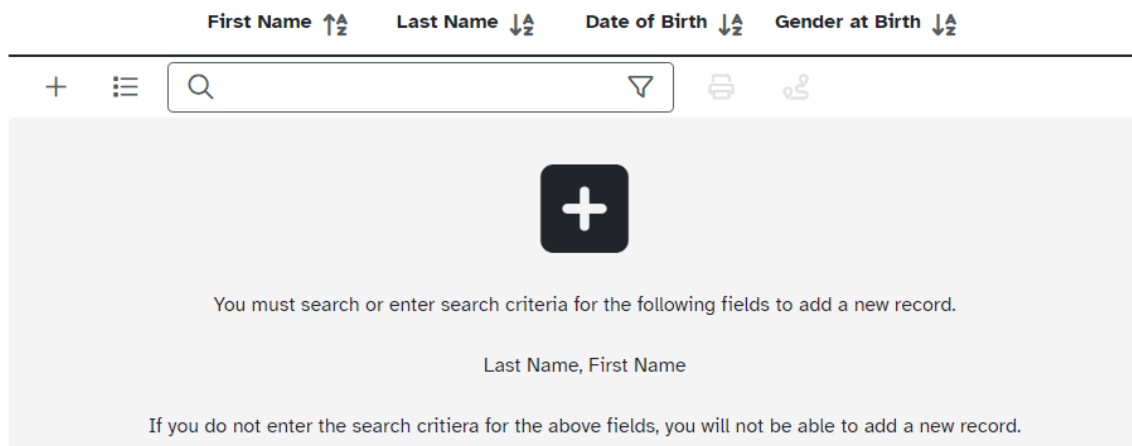 First Name Last Name Date of Birth Gender at Birth
You must search or enter search criteria for the following fields to add a new record.
Last Name, First Name
If you do not enter the search critiera for the above fields, you will not be able to add a new record.